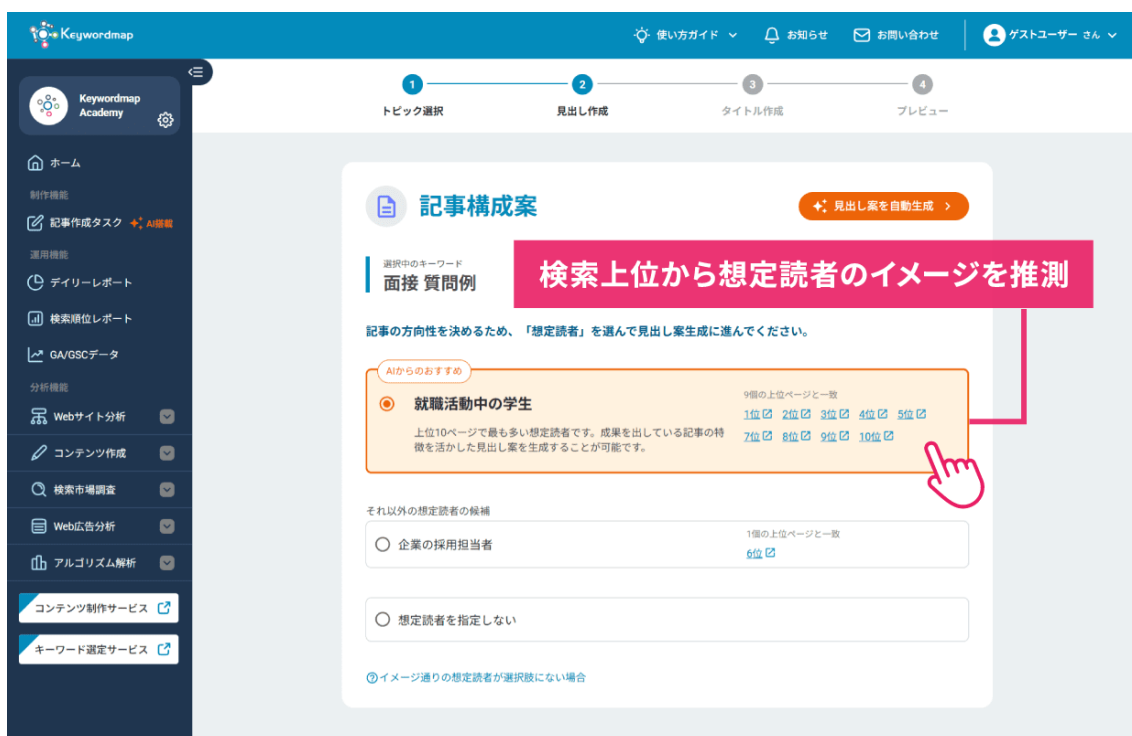 Keywordmap
使い方ガイド
お知らせ
お問い合わせ
ゲストユーザー さん
Keywordmap
Academy
ホーム
制作機能
記事作成タスク AI搭載
運用機能
デイリーレポート
検索順位レポート
GA/GSCデータ
分析機能
Webサイト分析
コンテンツ作成
検索市場調査
Web広告分析
アルゴリズム解析
コンテンツ制作サービス
キーワード選定サービス
1 2 3 4
トピック選択 見出し作成 タイトル作成 プレビュー
記事構成案
見出し案を自動生成
選択中のキーワード
面接 質問例
検索上位から想定読者のイメージを推測
記事の方向性を決めるため、「想定読者」を選んで見出し案生成に進んでください。
AIからのおすすめ
就職活動中の学生
上位10ページで最も多い想定読者です。成果を出している記事の特
徴を活かした見出し案を生成することが可能です。
9個の上位ページと一致
1位 2位 3位 4位 5位
7位 8位 9位 10位
それ以外の想定読者の候補
企業の採用担当者
1個の上位ページと一致
6位
想定読者を指定しない
イメージ通りの想定読者が選択肢にない場合